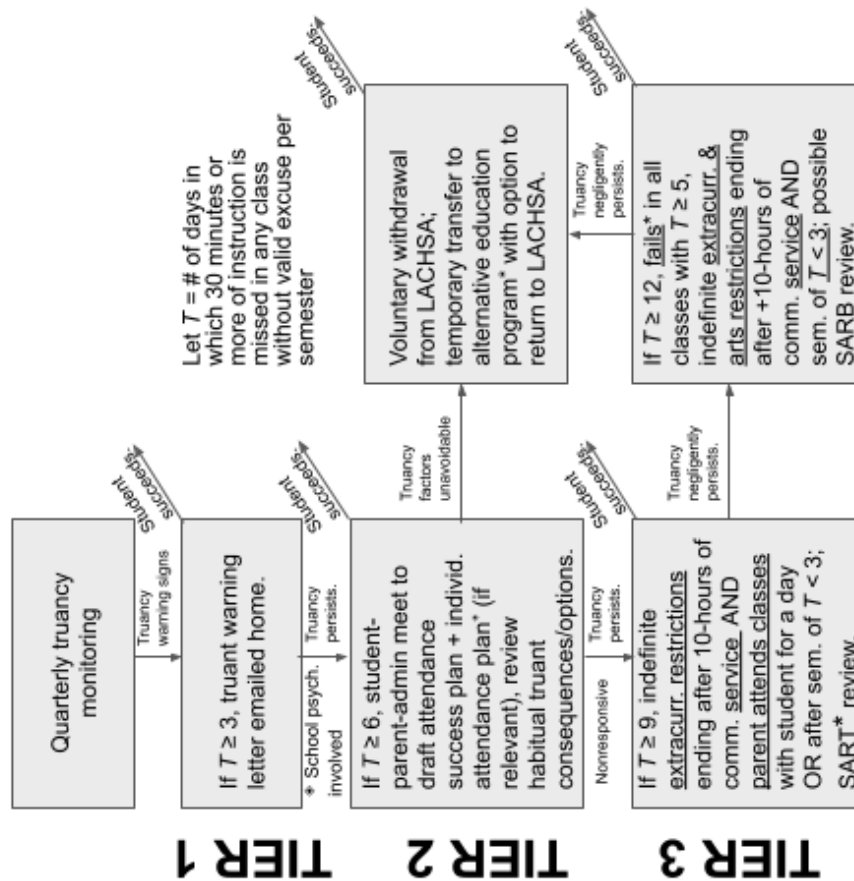 Quarterly truancy
monitoring
Truancy
warning signs
Let T = # of days in
which 30 minutes or
more of instruction is
missed in any class
without valid excuse per
semester
TIER 1
If T ≥ 3, truant warning
letter emailed home.
Student
succeeds.
* School psych.
involved
Truancy
persists.
Student
succeeds.
TIER 2
If T ≥ 6, student-
parent-admin meet to
draft attendance
success plan + individ.
attendance plan* (if
relevant), review
habitual truant
consequences/options.
Truancy
factors
unavoidable
Voluntary withdrawal
from LACHSA;
temporary transfer to
alternative education
program* with option to
return to LACHSA.
Student
succeeds.
Nonresponsive
Truancy
persists.
Truancy
negligently
persists.
TIER 3
If T ≥ 9, indefinite
extracurr. restrictions
ending after 10-hours of
comm. service AND
parent attends classes
with student for a day
OR after sem. of T < 3;
SART* review.
Student
succeeds.
Truancy
negligently
persists.
If T ≥ 12, fails* in all
classes with T ≥ 5,
indefinite extracurr. &
arts restrictions ending
after +10-hours of
comm. service AND
sem. of T < 3; possible
SARB review.
Student
succeeds.